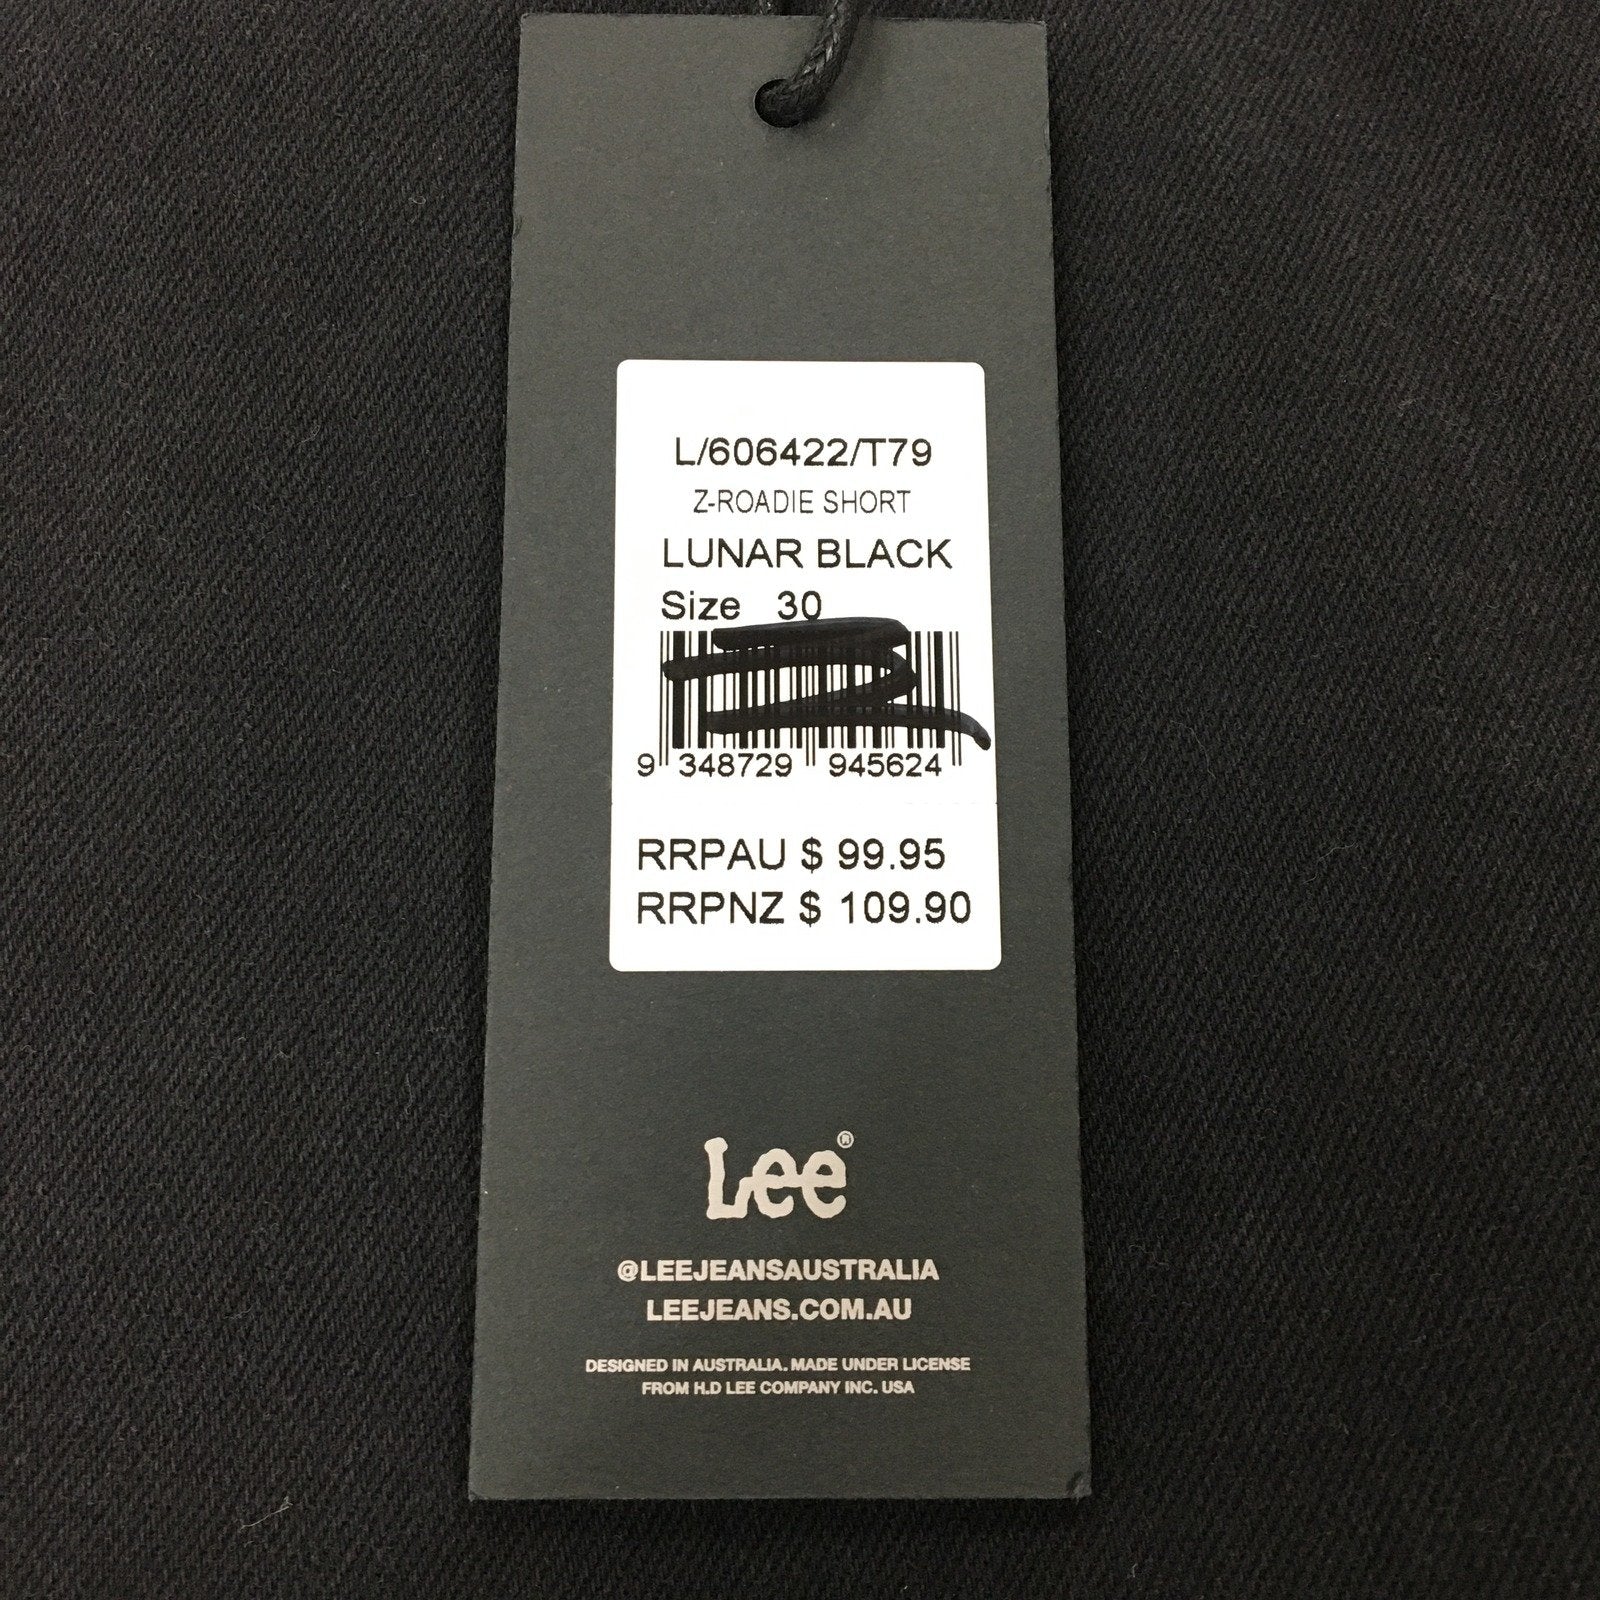 L/606422/T79
Z-ROADIE SHORT
LUNAR BLACK
Size 30
9 348729 945624
RRPAU $ 99.95
RRPNZ $ 109.90
Lee®
@LEEJEANSAUSTRALIA
LEEJEANS.COM.AU
DESIGNED IN AUSTRALIA. MADE UNDER LICENSE
FROM H.D LEE COMPANY INC. USA